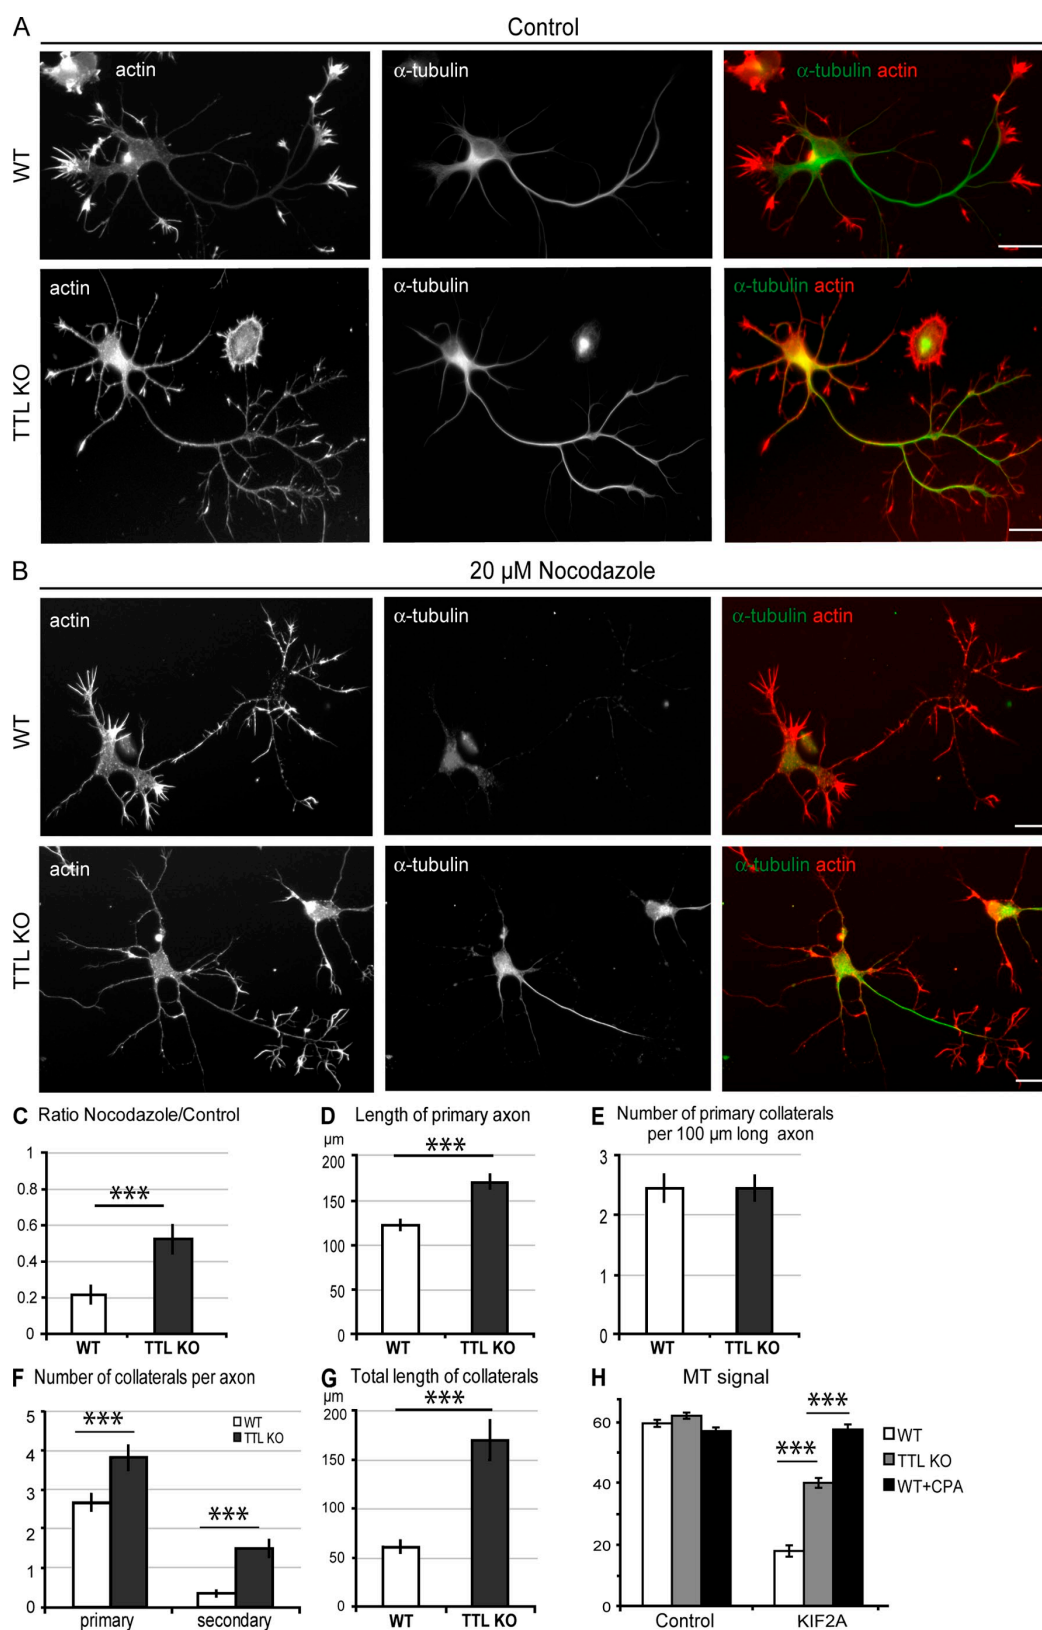 A
Control
actin
α-tubulin
α-tubulin actin
WT
actin
α-tubulin
α-tubulin actin
TTL KO
B
20 µM Nocodazole
actin
α-tubulin
α-tubulin actin
WT
actin
α-tubulin
α-tubulin actin
TTL KO
C Ratio Nocodazole/Control
1
0.8
0.6
0.4
0.2
0
***
WT TTL KO
D Length of primary axon
µm
200
150
100
50
0
***
WT TTL KO
E Number of primary collaterals
per 100 µm long axon
3
2
1
0
WT TTL KO
F Number of collaterals per axon
5
4
3
2
1
0
***
***
WT
TTL KO
primary secondary
G Total length of collaterals
µm
200
150
100
50
0
***
WT TTL KO
H MT signal
60
40
20
0
***
***
WT
TTL KO
WT+CPA
Control KIF2A